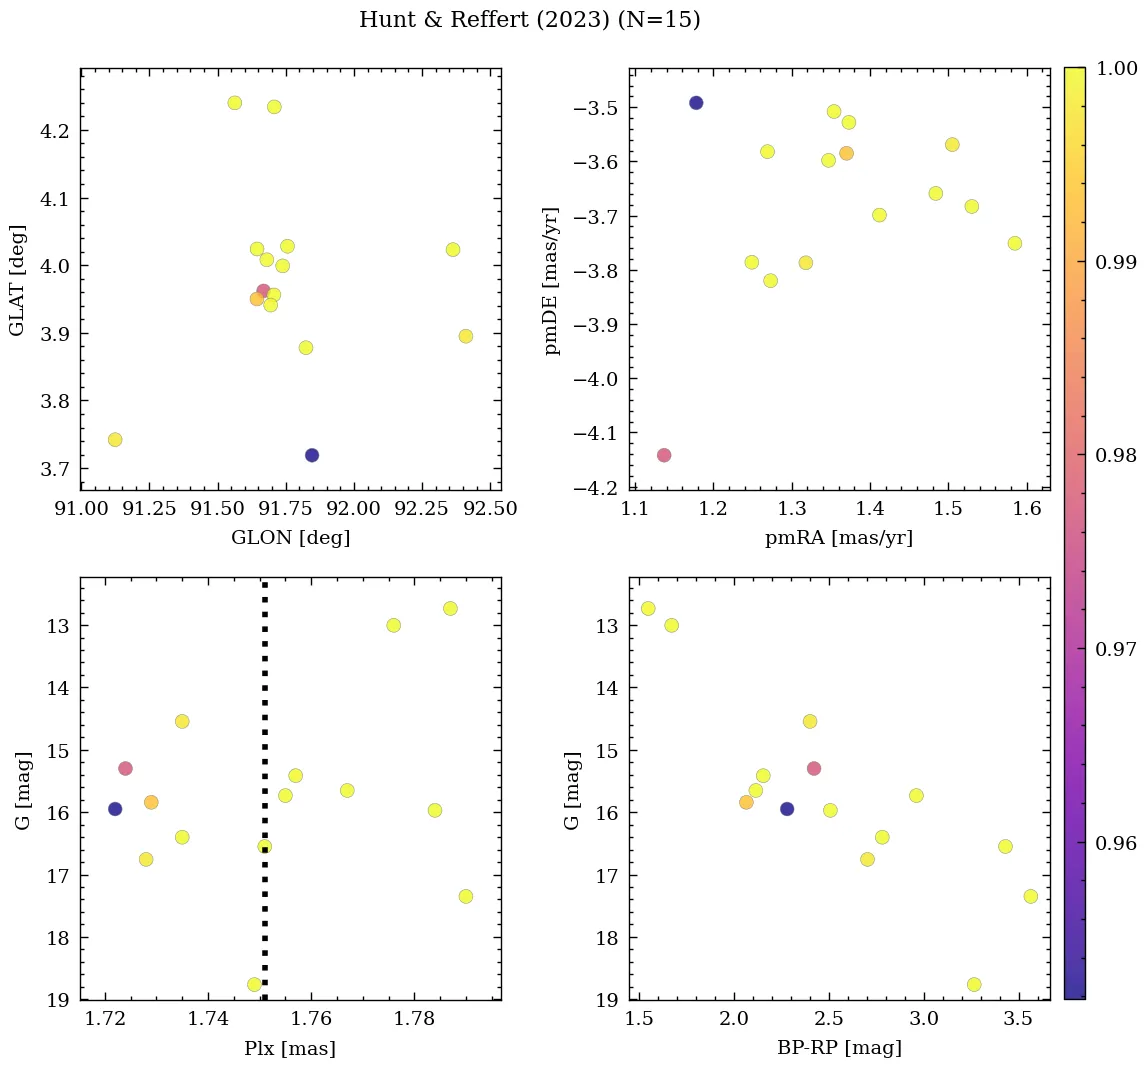 Hunt & Reffert (2023) (N=15)
4.2
4.1
4.0
3.9
3.8
3.7
GLAT [deg]
91.00 91.25 91.50 91.75 92.00 92.25 92.50
GLON [deg]
−3.5
−3.6
−3.7
−3.8
−3.9
−4.0
−4.1
−4.2
pmDE [mas/yr]
1.1 1.2 1.3 1.4 1.5 1.6
pmRA [mas/yr]
1.00
0.99
0.98
0.97
0.96
13
14
15
16
17
18
19
G [mag]
1.72 1.74 1.76 1.78
Plx [mas]
13
14
15
16
17
18
19
G [mag]
1.5 2.0 2.5 3.0 3.5
BP-RP [mag]